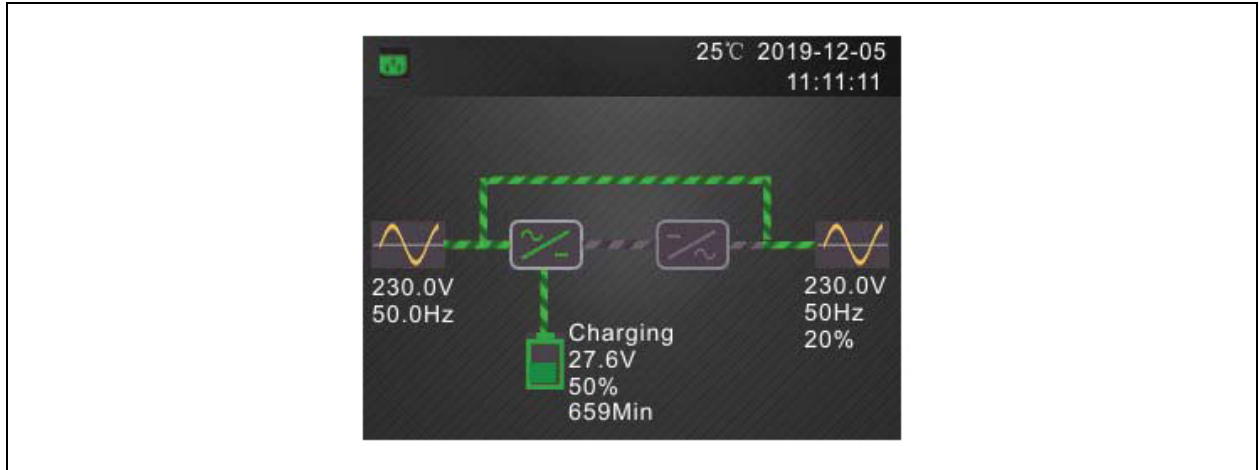 25℃ 2019-12-05
11:11:11
230.0V
50.0Hz
Charging
27.6V
50%
659Min
230.0V
50Hz
20%